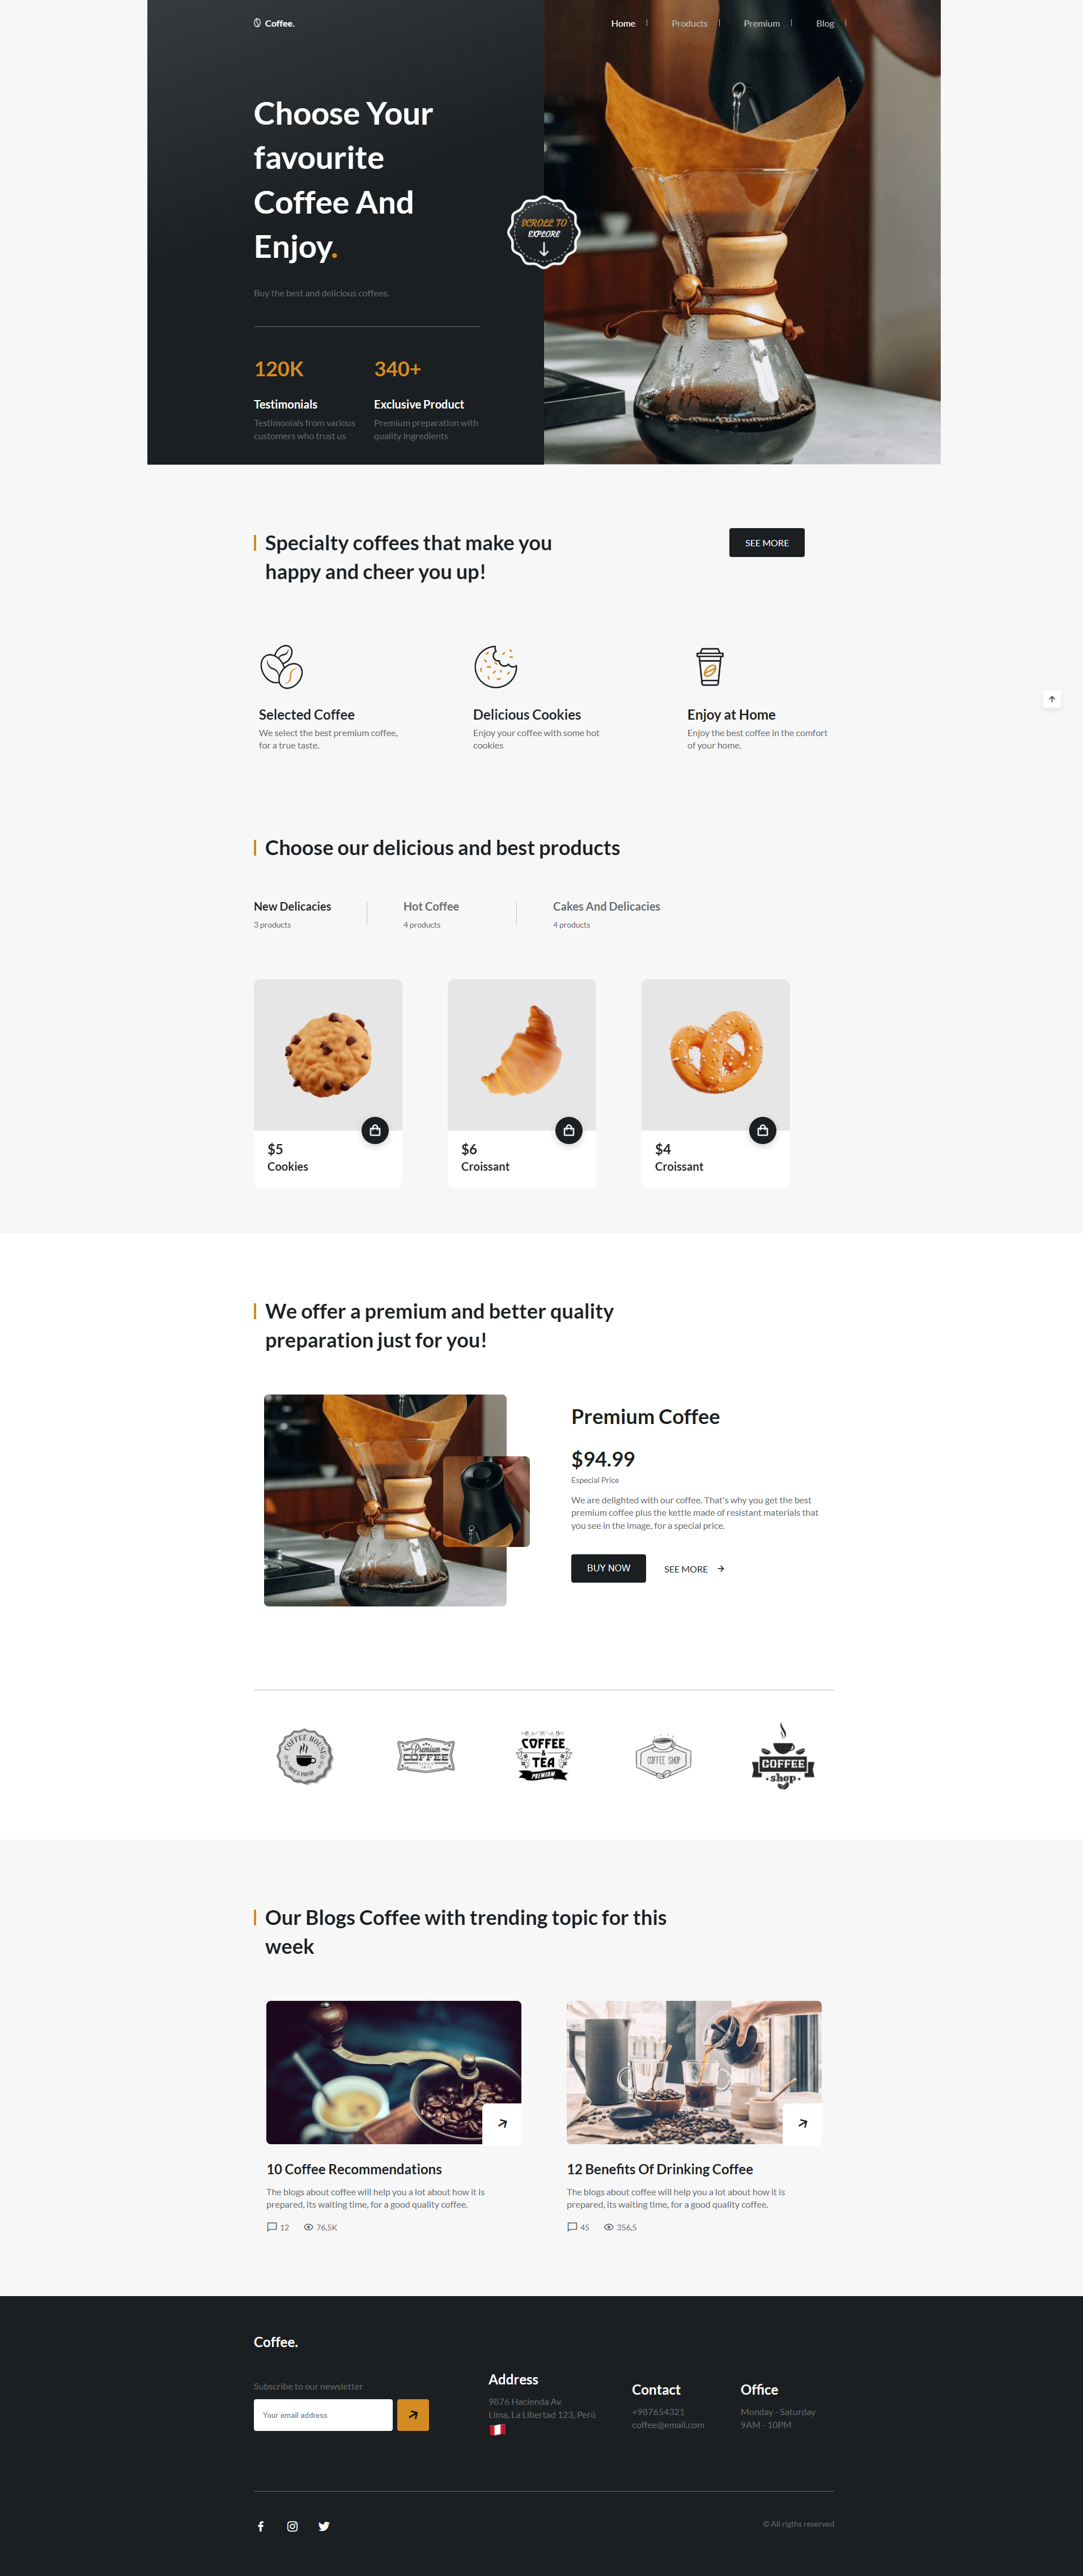 Coffee.
Home
Products
Premium
Blog
Choose Your
favourite
Coffee And
Enjoy.
SCROLL TO
EXPLORE
Buy the best and delicious coffees.
120K
Testimonials
Testimonials from various
customers who trust us
340+
Exclusive Product
Premium preparation with
quality ingredients
Specialty coffees that make you
happy and cheer you up!
SEE MORE
Selected Coffee
We select the best premium coffee,
for a true taste.
Delicious Cookies
Enjoy your coffee with some hot
cookies
Enjoy at Home
Enjoy the best coffee in the comfort
of your home.
Choose our delicious and best products
New Delicacies
3 products
Hot Coffee
4 products
Cakes And Delicacies
4 products
$5
Cookies
$6
Croissant
$4
Croissant
We offer a premium and better quality
preparation just for you!
Premium Coffee
$94.99
Especial Price
We are delighted with our coffee. That's why you get the best
premium coffee plus the kettle made of resistant materials that
you see in the image, for a special price.
BUY NOW
SEE MORE
COFFEE HOUSE
Premium
COFFEE
COFFEE
&
TEA
PREMIUM
COFFEE SHOP
COFFEE
shop
Our Blogs Coffee with trending topic for this
week
10 Coffee Recommendations
The blogs about coffee will help you a lot about how it is
prepared, its waiting time, for a good quality coffee.
12
76,5K
12 Benefits Of Drinking Coffee
The blogs about coffee will help you a lot about how it is
prepared, its waiting time, for a good quality coffee.
45
356,5
Coffee.
Subscribe to our newsletter
Your email address
Address
9876 Hacienda Av.
Lima, La Libertad 123, Perú
Contact
+987654321
coffee@email.com
Office
Monday - Saturday
9AM - 10PM
© All rigths reserved